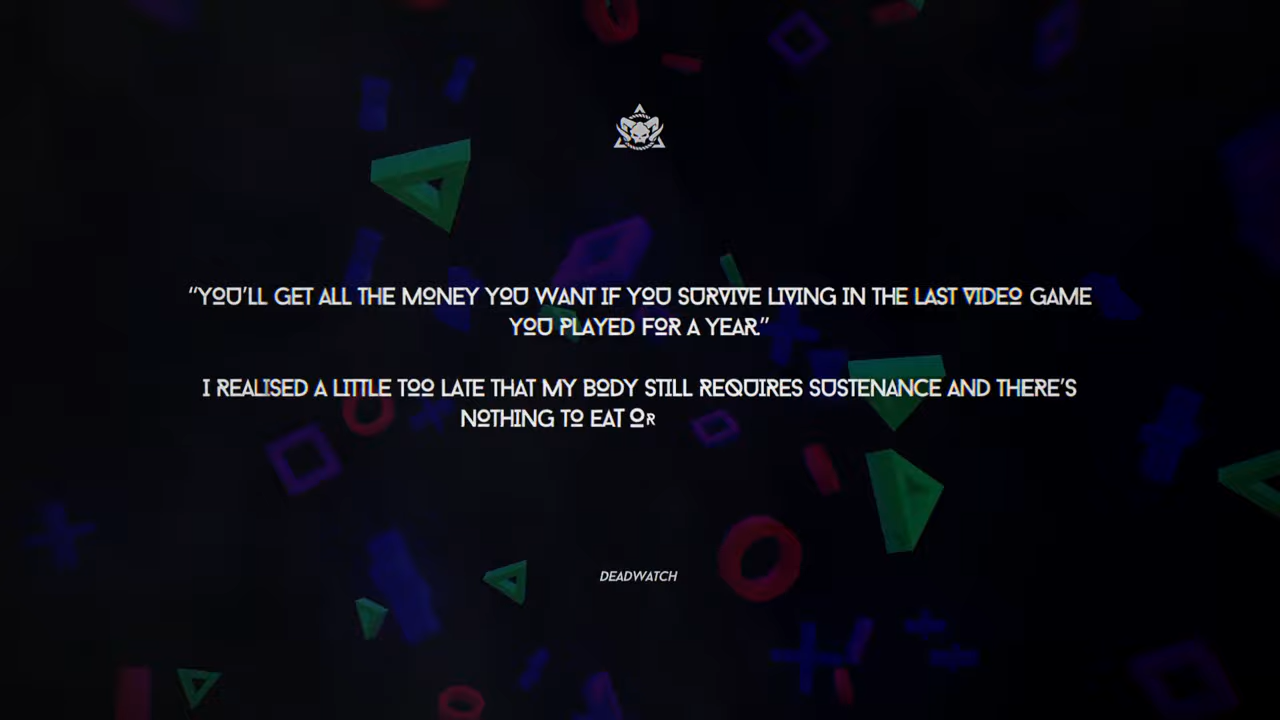 “YOU’LL GET ALL THE MONEY YOU WANT IF YOU SURVIVE LIVING IN THE LAST VIDEO GAME
YOU PLAYED FOR A YEAR.”
I REALISED A LITTLE TOO LATE THAT MY BODY STILL REQUIRES SUSTENANCE AND THERE’S
NOTHING TO EAT OR
DEADWATCH